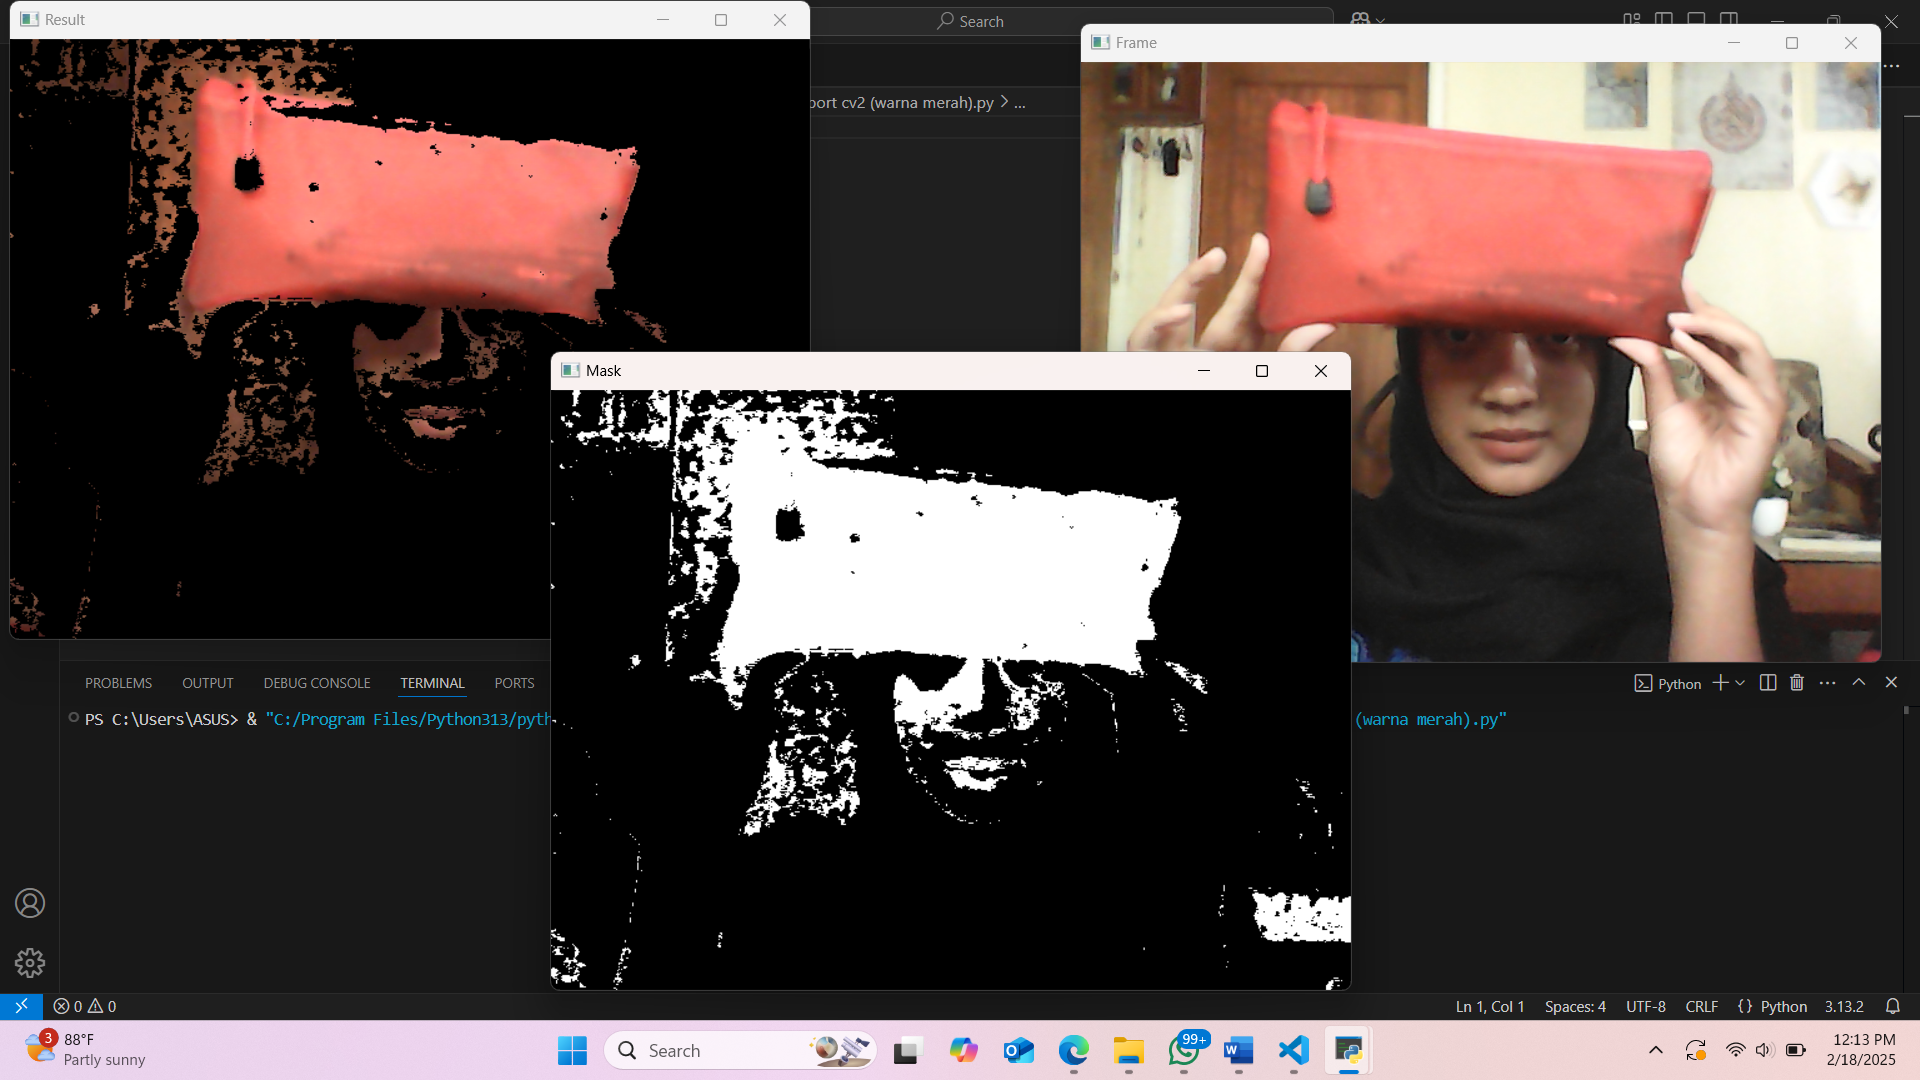 Result
Search
Frame
port cv2 (warna merah).py > ...
Mask
PROBLEMS
OUTPUT
DEBUG CONSOLE
TERMINAL
PORTS
Python
PS C:\Users\ASUS> & "C:/Program Files/Python313/pyth
(warna merah).py"
0 0
Ln 1, Col 1
Spaces: 4
UTF-8
CRLF
{} Python
3.13.2
3
88°F
Partly sunny
Search
99+
12:13 PM
2/18/2025